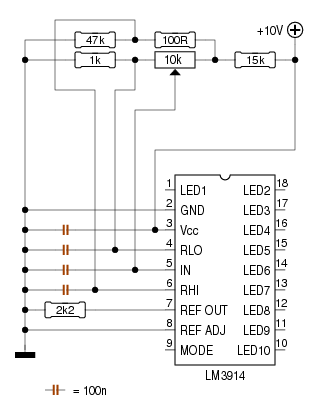 +10V
47k
100R
1k
10k
15k
1 LED1 LED2 18
2 GND LED3 17
3 Vcc LED4 16
4 RLO LED5 15
5 IN LED6 14
6 RHI LED7 13
2k2
7 REF OUT LED8 12
8 REF ADJ LED9 11
9 MODE LED10 10
LM3914
= 100n